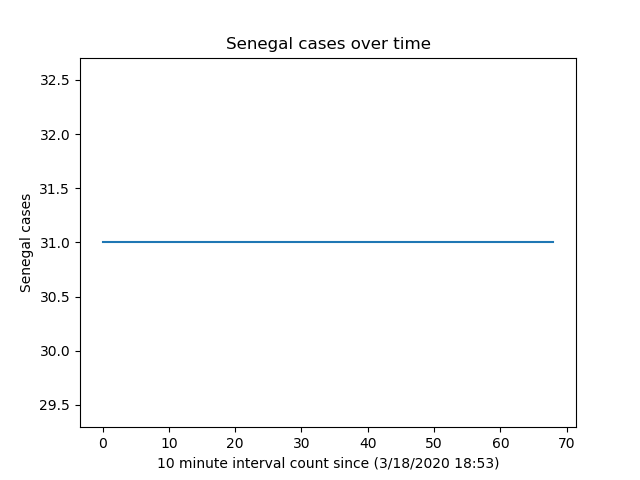 Senegal cases over time
32.5
32.0
31.5
31.0
30.5
30.0
29.5
Senegal cases
0 10 20 30 40 50 60 70
10 minute interval count since (3/18/2020 18:53)